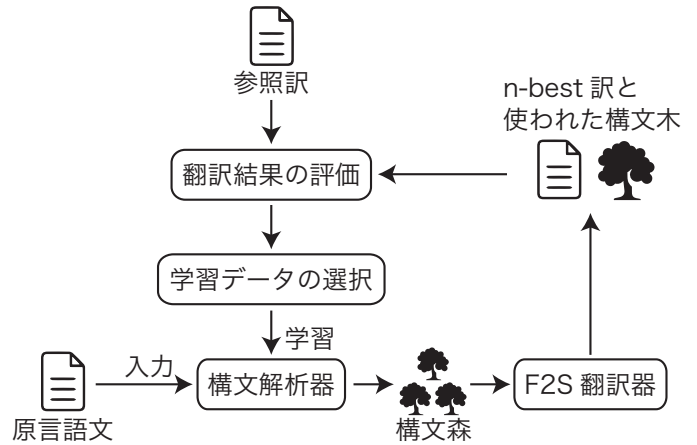 参照訳
n-best 訳と
使われた構文木
翻訳結果の評価
学習データの選択
学習
入力
構文解析器
F2S 翻訳器
原言語文
構文森